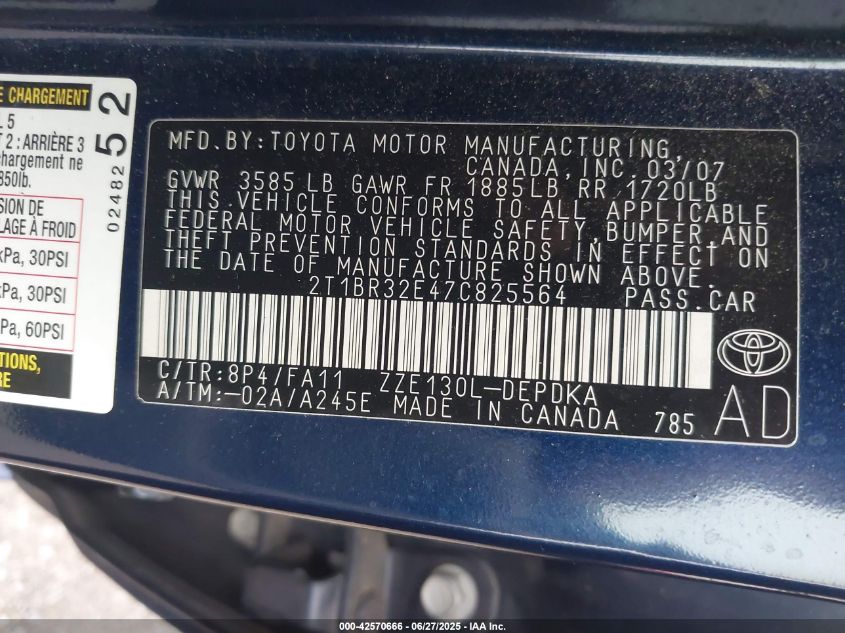 E CHARGEMENT
L 5
T 2 : ARRIÈRE 3
chargement ne
850lb.
SION DE
LAGE À FROID
kPa, 30PSI
kPa, 30PSI
Pa, 60PSI
RE
02482 52
MFD. BY:TOYOTA MOTOR MANUFACTURING,
CANADA, INC. 03/07
GVWR 3585 LB GAWR FR 1885LB, RR 1720LB
THIS VEHICLE CONFORMS TO ALL APPLICABLE
FEDERAL MOTOR VEHICLE SAFETY, BUMPER, AND
THEFT PREVENTION STANDARDS IN EFFECT ON
THE DATE OF MANUFACTURE SHOWN ABOVE.
2T1BR32E47C825564 PASS.CAR
C/TR:8P4/FA11 ZZE130L-DEPDKA
A/TM:-02A/A245E MADE IN CANADA 785
AD
000-42570666 - 06/27/2025 - IAA, Inc.